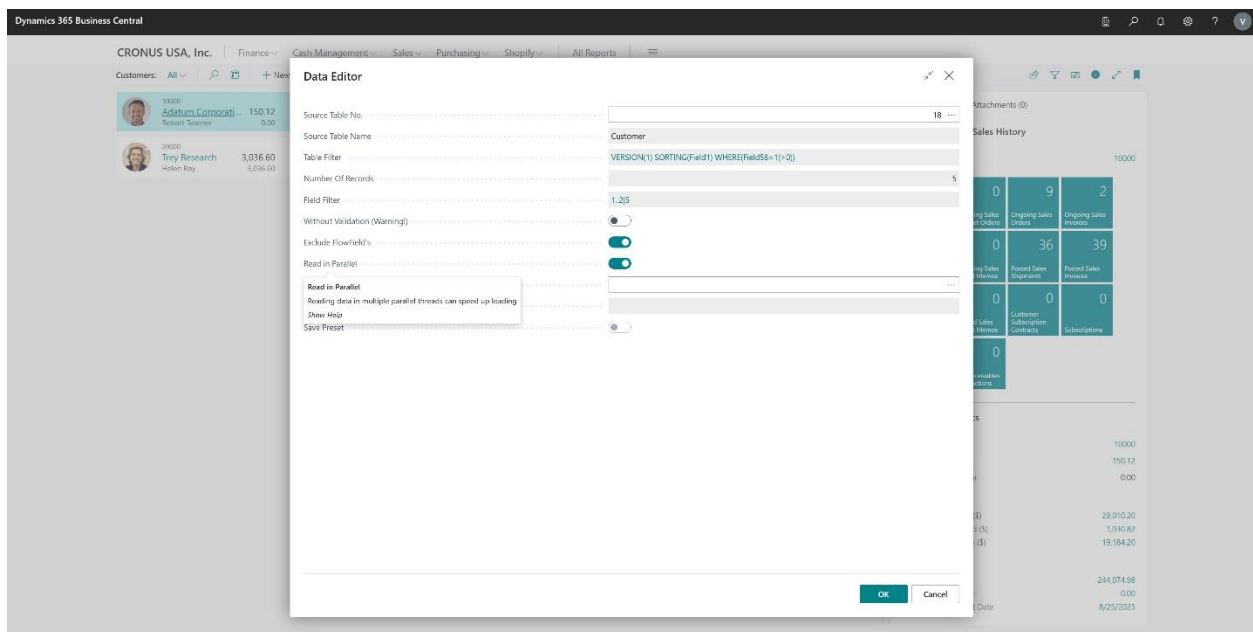 Dynamics 365 Business Central
V
CRONUS USA, Inc.
Finance
Cash Management
Sales
Purchasing
Shopify
All Reports
Customers: All
+ New
10000
Adatum Corporati... 150.12
0.00
20000
Trey Research 3,036.60
Helen Ray 3,036.60
Data Editor
Source Table No. 18 ...
Source Table Name Customer
Table Filter VERSION(1) SORTING(Field1) WHERE(Field58=1(>0))
Number Of Records 5
Field Filter 1..2|5
Without Validation (Warning!)
Exclude FlowField's
Read in Parallel
Read in Parallel
Reading data in multiple parallel threads can speed up loading
Show Help
...
Save Preset
OK
Cancel
Attachments (0)
Sales History
10000
0 9 2
Ongoing Sales Orders
Ongoing Sales Invoices
0 36 39
Posted Sales Shipments
Posted Sales Invoices
0 0 0
Customer Subscription Contracts
Subscriptions
0
10000
150.12
0.00
($) 29,010.20
($) 1,030.82
($) 19,184.20
244,074.98
0.00
Date 6/25/2025